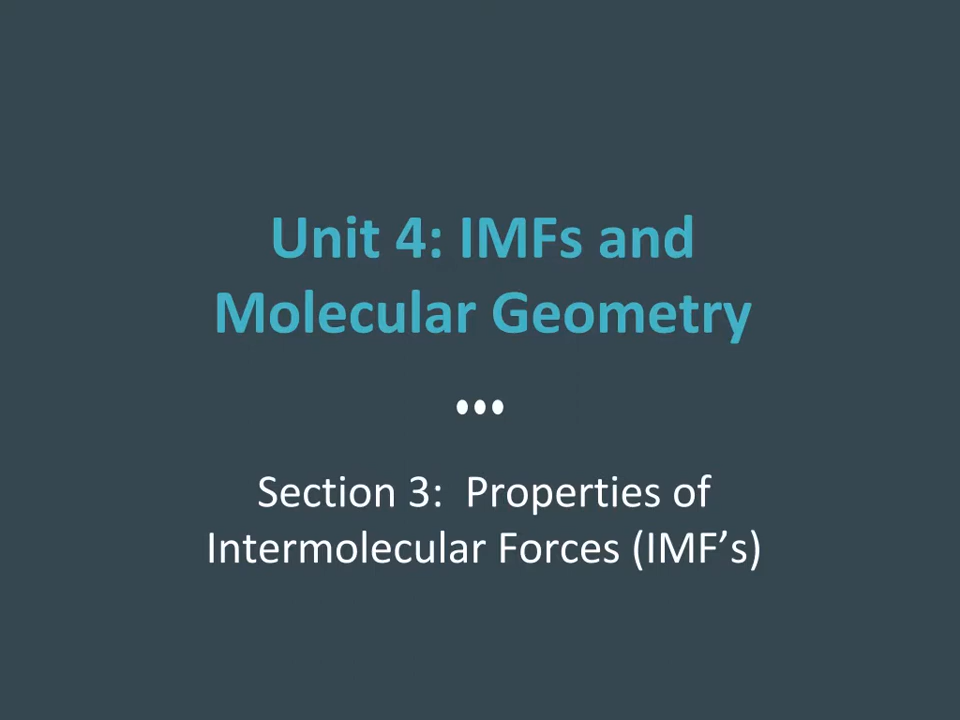 Unit 4: IMFs and
Molecular Geometry
Section 3:  Properties of
Intermolecular Forces (IMF’s)